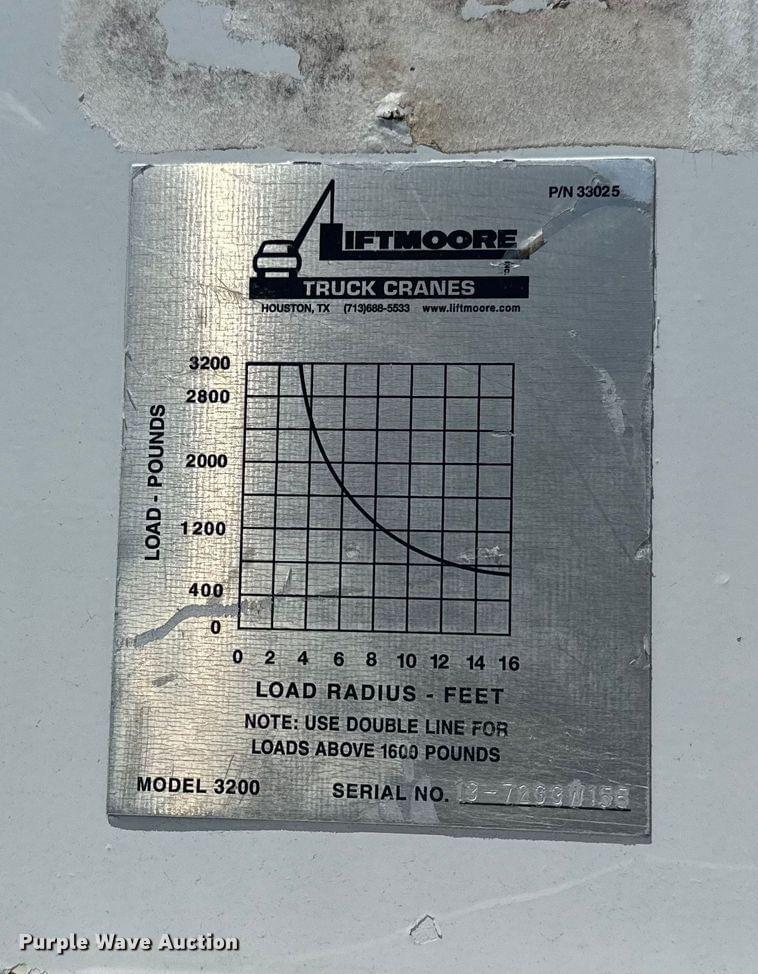 P/N 33025
LIFTMOORE
TRUCK CRANES
HOUSTON, TX (713)688-5533 www.liftmoore.com
3200
2800
2000
1200
400
0
LOAD - POUNDS
0 2 4 6 8 10 12 14 16
LOAD RADIUS - FEET
NOTE: USE DOUBLE LINE FOR
LOADS ABOVE 1600 POUNDS
MODEL 3200 SERIAL NO.
Purple Wave Auction